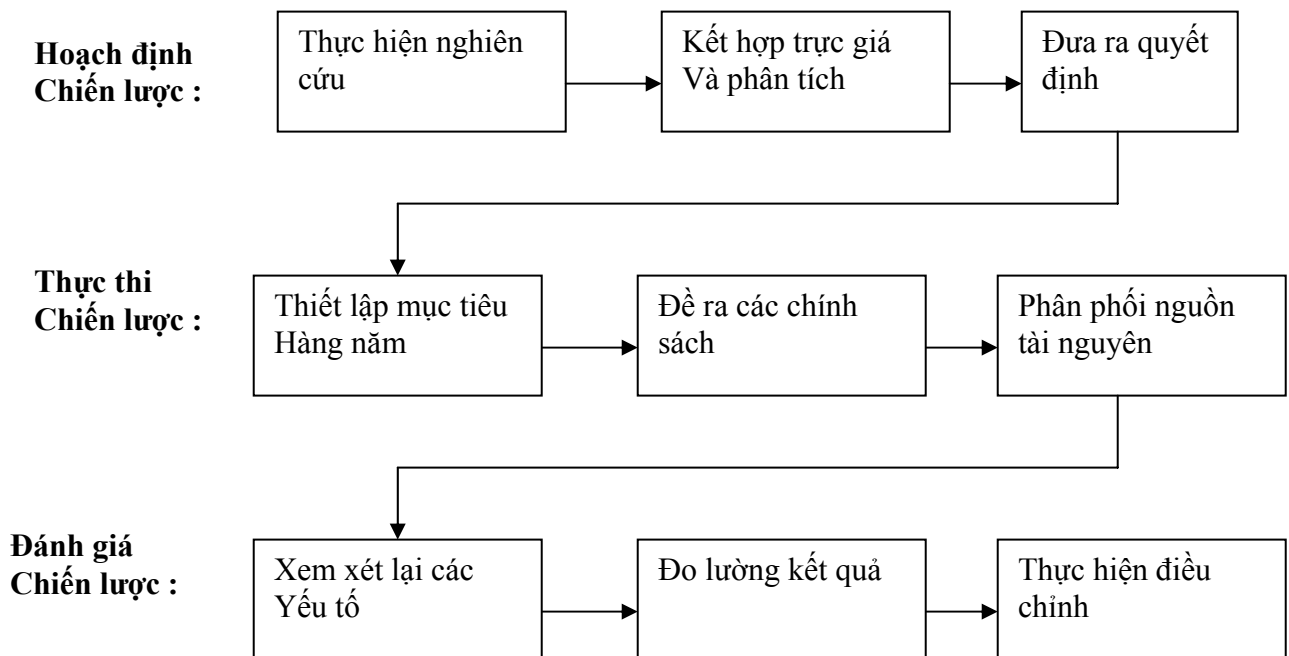 Hoạch định
Chiến lược :
Thực hiện nghiên
cứu
Kết hợp trực giá
Và phân tích
Đưa ra quyết
định
Thực thi
Chiến lược :
Thiết lập mục tiêu
Hàng năm
Đề ra các chính
sách
Phân phối nguồn
tài nguyên
Đánh giá
Chiến lược :
Xem xét lại các
Yếu tố
Đo lường kết quả
Thực hiện điều
chỉnh